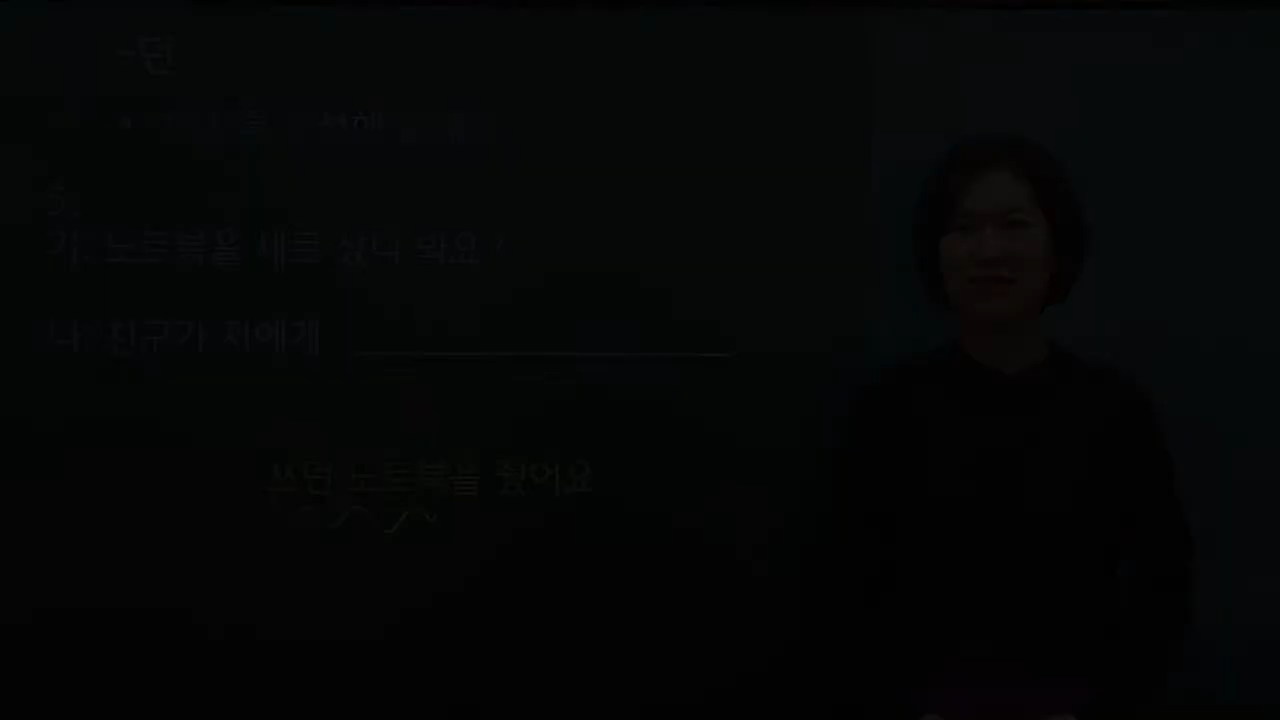 -던
5.
가: 노트북을 새로 샀나 봐요?
나: 친구가 저에게
쓰던 노트북을 줬어요